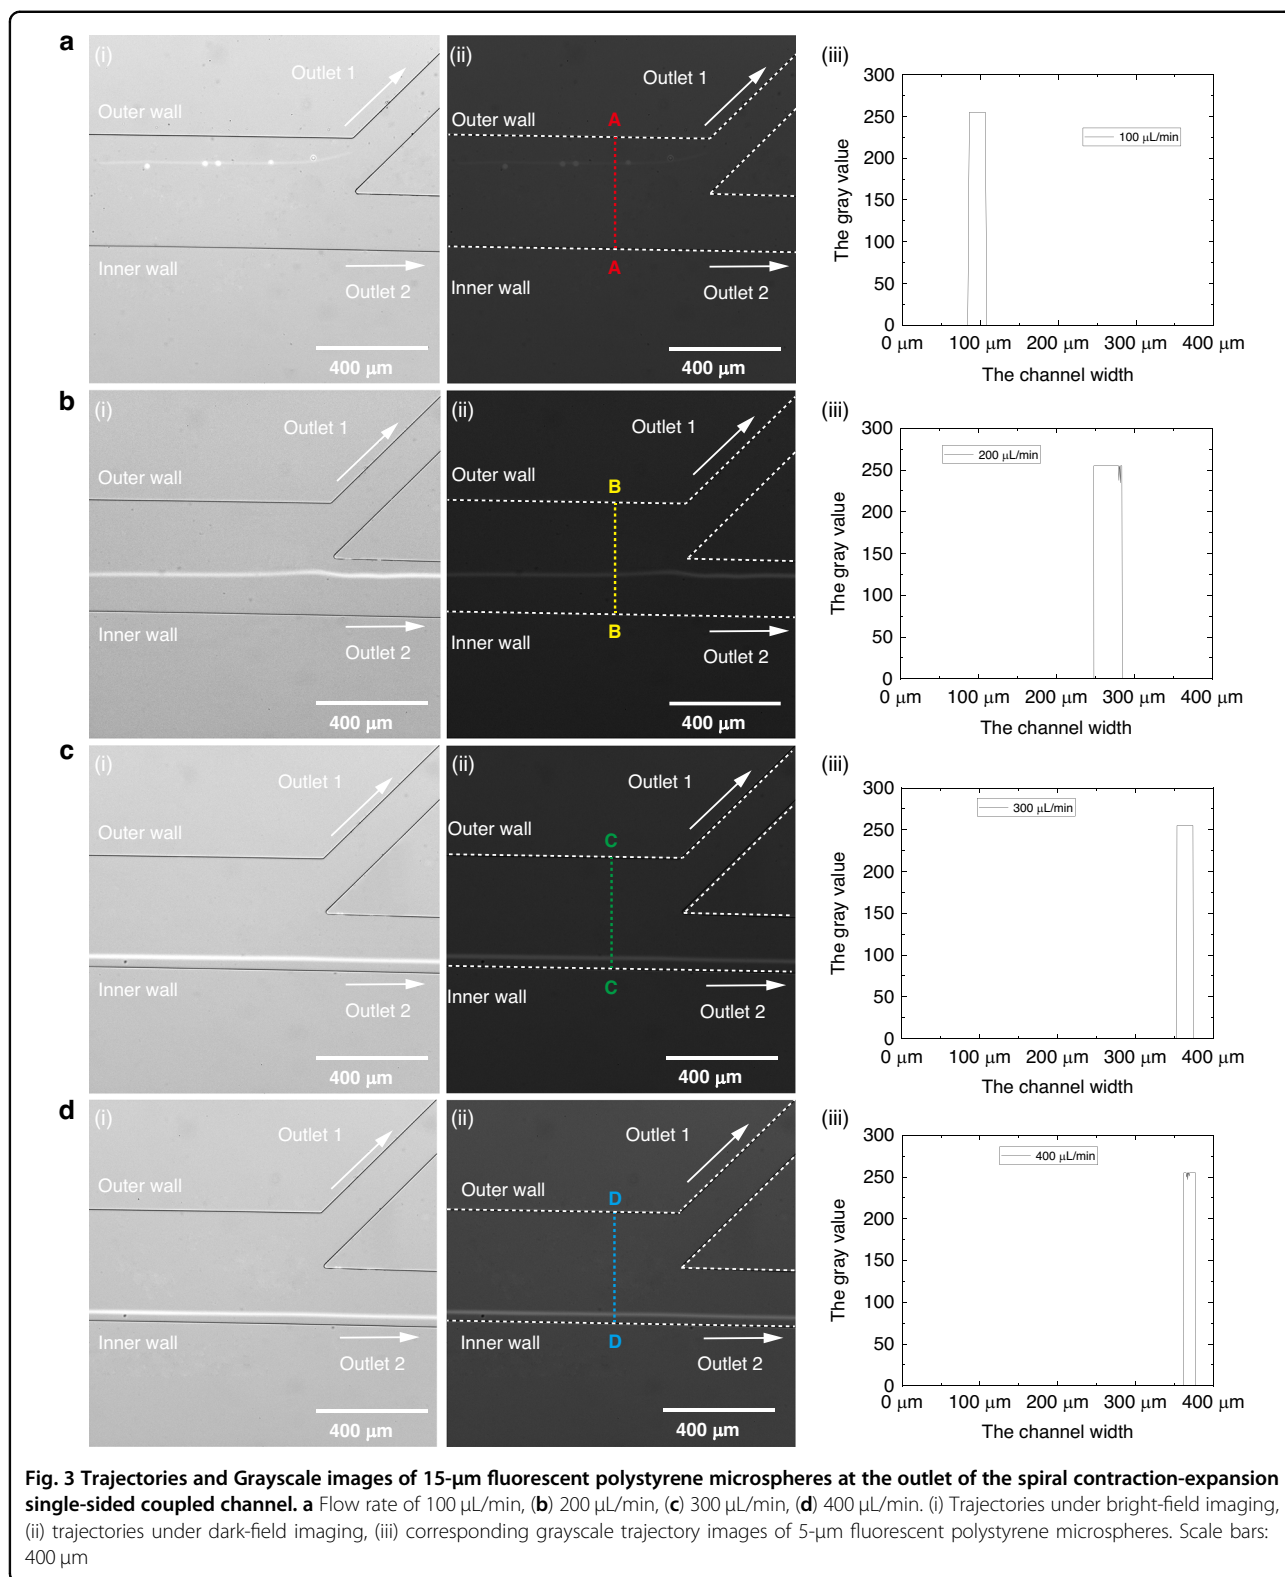 a
(i)
Outlet 1
Outer wall
Inner wall
Outlet 2
400 µm
(ii)
Outlet 1
Outer wall
A
A
Inner wall
Outlet 2
400 µm
(iii)
300
250
200
150
100
50
0
The gray value
100 µL/min
0 µm 100 µm 200 µm 300 µm 400 µm
The channel width
b
(i)
Outlet 1
Outer wall
Inner wall
Outlet 2
400 µm
(ii)
Outlet 1
Outer wall
B
B
Inner wall
Outlet 2
400 µm
(iii)
300
250
200
150
100
50
0
The gray value
200 µL/min
0 µm 100 µm 200 µm 300 µm 400 µm
The channel width
c
(i)
Outlet 1
Outer wall
Inner wall
Outlet 2
400 µm
(ii)
Outlet 1
Outer wall
C
C
Inner wall
Outlet 2
400 µm
(iii)
300
250
200
150
100
50
0
The gray value
300 µL/min
0 µm 100 µm 200 µm 300 µm 400 µm
The channel width
d
(i)
Outlet 1
Outer wall
Inner wall
Outlet 2
400 µm
(ii)
Outlet 1
Outer wall
D
D
Inner wall
Outlet 2
400 µm
(iii)
300
250
200
150
100
50
0
The gray value
400 µL/min
0 µm 100 µm 200 µm 300 µm 400 µm
The channel width
Fig. 3 Trajectories and Grayscale images of 15-µm fluorescent polystyrene microspheres at the outlet of the spiral contraction-expansion
single-sided coupled channel. a Flow rate of 100 µL/min, (b) 200 µL/min, (c) 300 µL/min, (d) 400 µL/min. (i) Trajectories under bright-field imaging,
(ii) trajectories under dark-field imaging, (iii) corresponding grayscale trajectory images of 5-µm fluorescent polystyrene microspheres. Scale bars:
400 µm